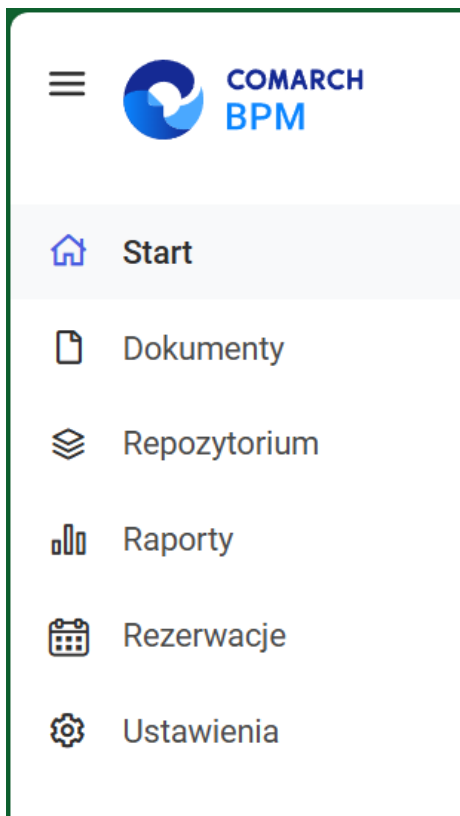 COMARCH
BPM
Start
Dokumenty
Repozytorium
Raporty
Rezerwacje
Ustawienia